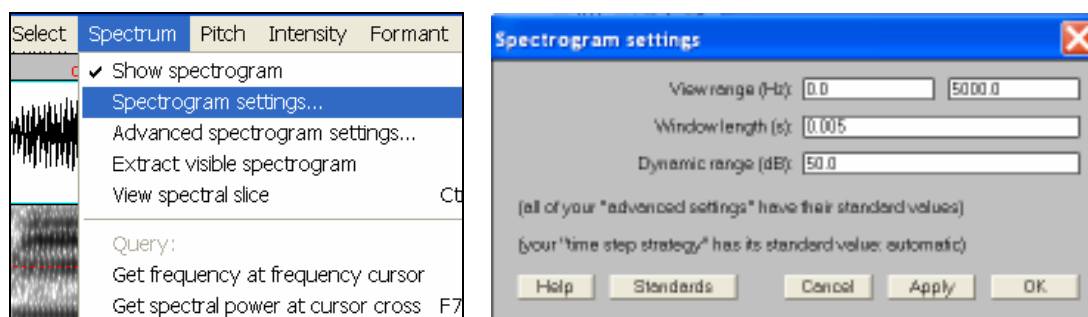 Select Spectrum Pitch Intensity Formant
✓ Show spectrogram
Spectrogram settings...
Advanced spectrogram settings...
Extract visible spectrogram
View spectral slice Ct
Query:
Get frequency at frequency cursor
Get spectral power at cursor cross F7
Spectrogram settings
View range (Hz): 0.0 5000.0
Window length (s): 0.005
Dynamic range (dB): 50.0
(all of your "advanced settings" have their standard values)
(your "time step strategy" has its standard value: automatic)
Help Standards Cancel Apply OK